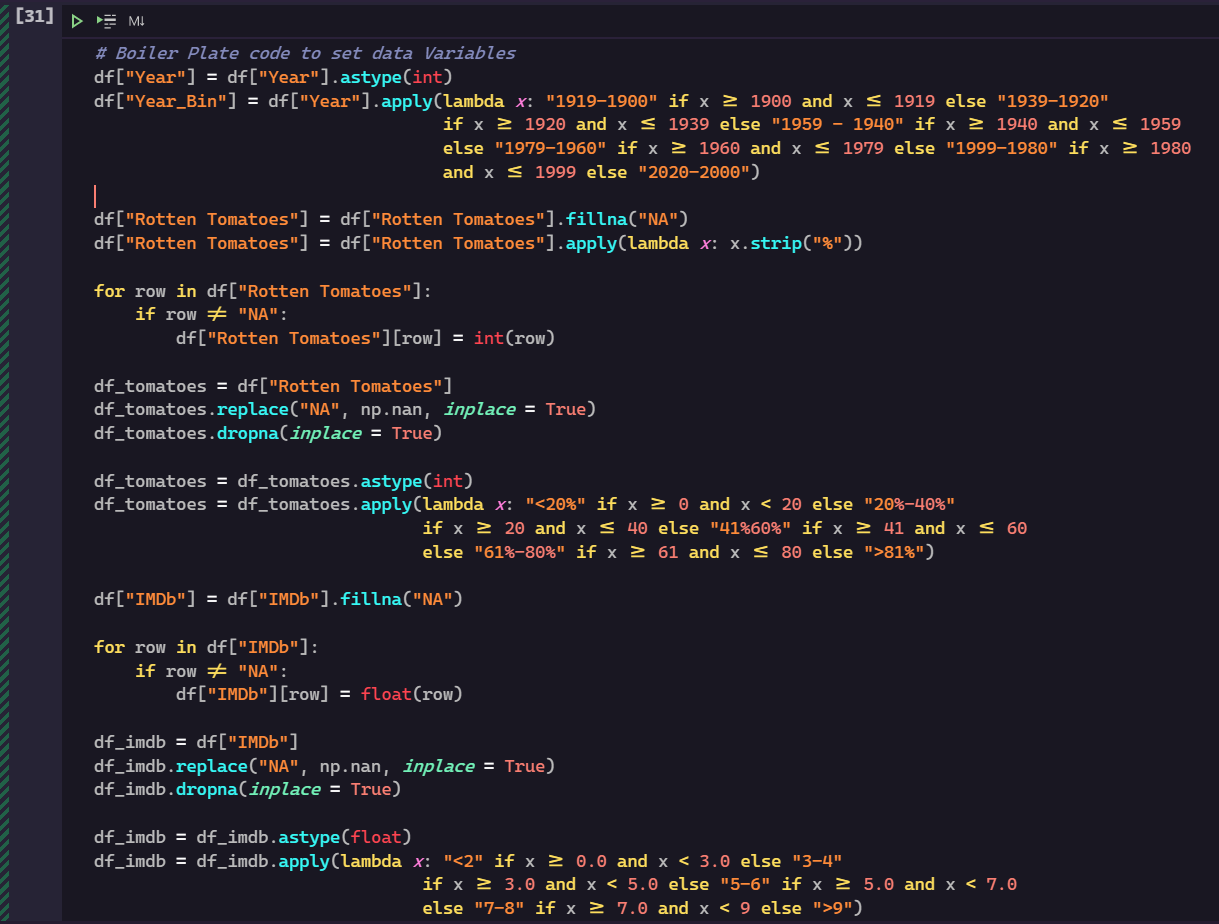 [31]
M↓
# Boiler Plate code to set data Variables
df["Year"] = df["Year"].astype(int)
df["Year_Bin"] = df["Year"].apply(lambda x: "1919-1900" if x ≥ 1900 and x ≤ 1919 else "1939-1920"
if x ≥ 1920 and x ≤ 1939 else "1959 - 1940" if x ≥ 1940 and x ≤ 1959
else "1979-1960" if x ≥ 1960 and x ≤ 1979 else "1999-1980" if x ≥ 1980
and x ≤ 1999 else "2020-2000")
df["Rotten Tomatoes"] = df["Rotten Tomatoes"].fillna("NA")
df["Rotten Tomatoes"] = df["Rotten Tomatoes"].apply(lambda x: x.strip("%"))
for row in df["Rotten Tomatoes"]:
if row ≠ "NA":
df["Rotten Tomatoes"][row] = int(row)
df_tomatoes = df["Rotten Tomatoes"]
df_tomatoes.replace("NA", np.nan, inplace = True)
df_tomatoes.dropna(inplace = True)
df_tomatoes = df_tomatoes.astype(int)
df_tomatoes = df_tomatoes.apply(lambda x: "<20%" if x ≥ 0 and x < 20 else "20%-40%"
if x ≥ 20 and x ≤ 40 else "41%60%" if x ≥ 41 and x ≤ 60
else "61%-80%" if x ≥ 61 and x ≤ 80 else ">81%")
df["IMDb"] = df["IMDb"].fillna("NA")
for row in df["IMDb"]:
if row ≠ "NA":
df["IMDb"][row] = float(row)
df_imdb = df["IMDb"]
df_imdb.replace("NA", np.nan, inplace = True)
df_imdb.dropna(inplace = True)
df_imdb = df_imdb.astype(float)
df_imdb = df_imdb.apply(lambda x: "<2" if x ≥ 0.0 and x < 3.0 else "3-4"
if x ≥ 3.0 and x < 5.0 else "5-6" if x ≥ 5.0 and x < 7.0
else "7-8" if x ≥ 7.0 and x < 9 else ">9")